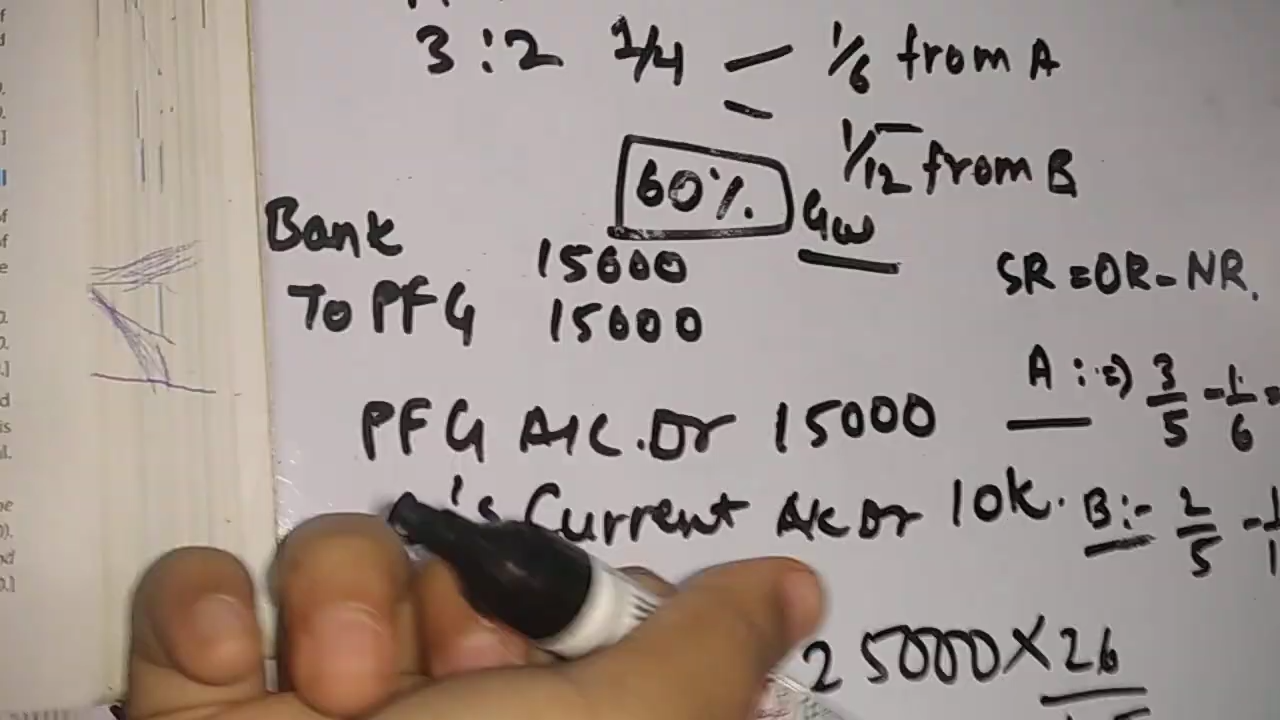 3:2 1/4 — 1/6 from A
— 1/12 from B
60% Gw
Bank 15000
To PFG 15000
SR = OR - NR.
PFG A/C. Dr 15000
A :⇒ 3/5 - 1/6 =
's Current A/c Dr 10k.
B:- 2/5 -
25000 × 26